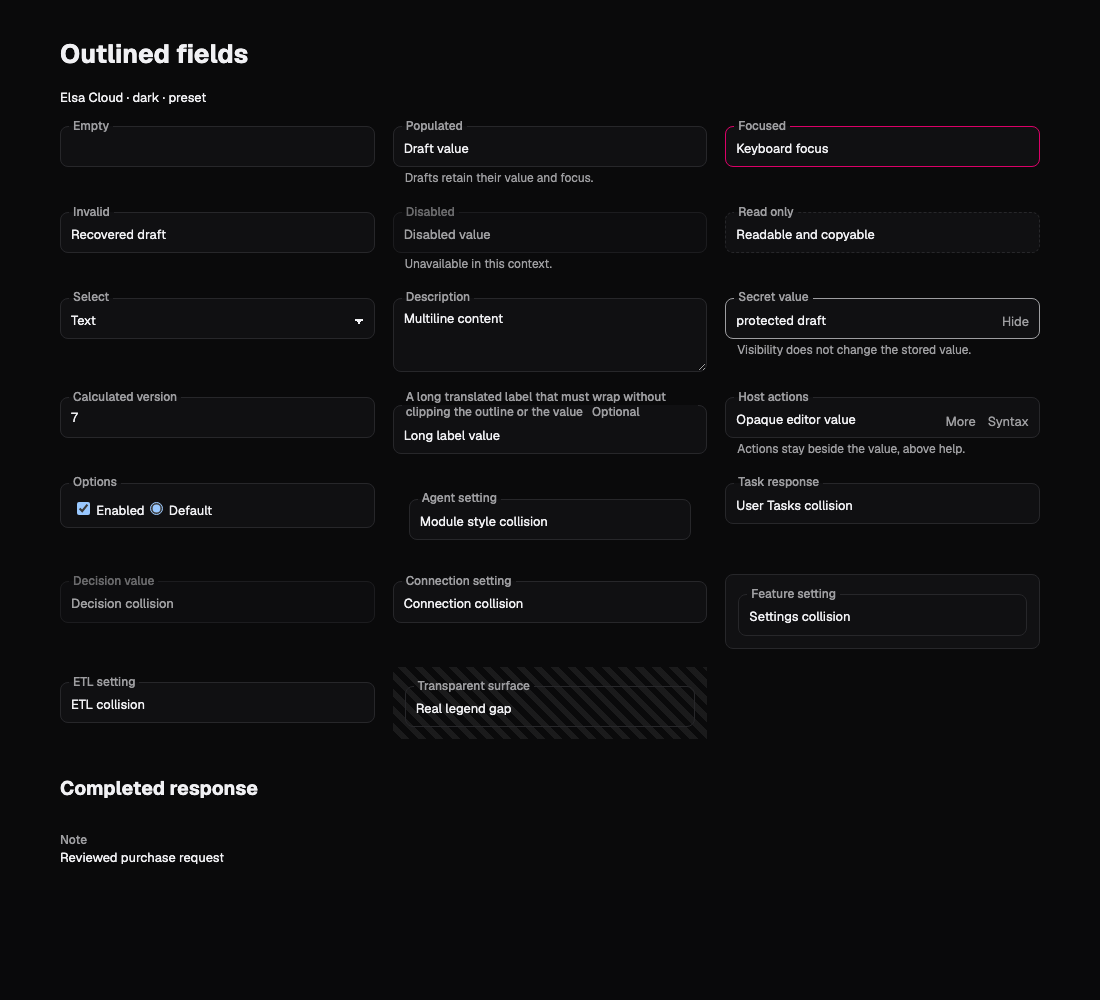 Outlined fields
Elsa Cloud · dark · preset
Empty
Populated
Draft value
Drafts retain their value and focus.
Focused
Keyboard focus
Invalid
Recovered draft
Disabled
Disabled value
Unavailable in this context.
Read only
Readable and copyable
Select
Text
Description
Multiline content
Secret value
protected draft
Hide
Visibility does not change the stored value.
Calculated version
7
A long translated label that must wrap without
clipping the outline or the value Optional
Long label value
Host actions
Opaque editor value
More Syntax
Actions stay beside the value, above help.
Options
Enabled Default
Agent setting
Module style collision
Task response
User Tasks collision
Decision value
Decision collision
Connection setting
Connection collision
Feature setting
Settings collision
ETL setting
ETL collision
Transparent surface
Real legend gap
Completed response
Note
Reviewed purchase request